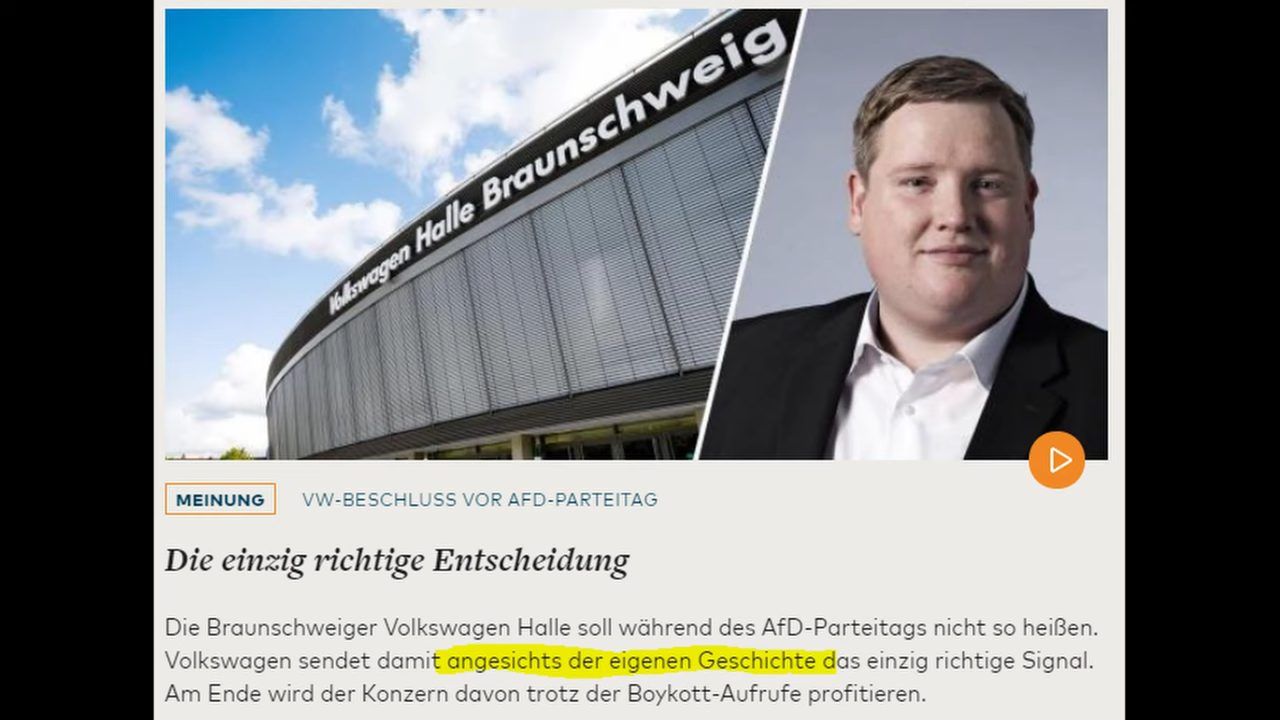 Volkswagen Halle Braunschweig
MEINUNG VW-BESCHLUSS VOR AFD-PARTEITAG
Die einzig richtige Entscheidung
Die Braunschweiger Volkswagen Halle soll während des AfD-Parteitags nicht so heißen.
Volkswagen sendet damit angesichts der eigenen Geschichte das einzig richtige Signal.
Am Ende wird der Konzern davon trotz der Boykott-Aufrufe profitieren.